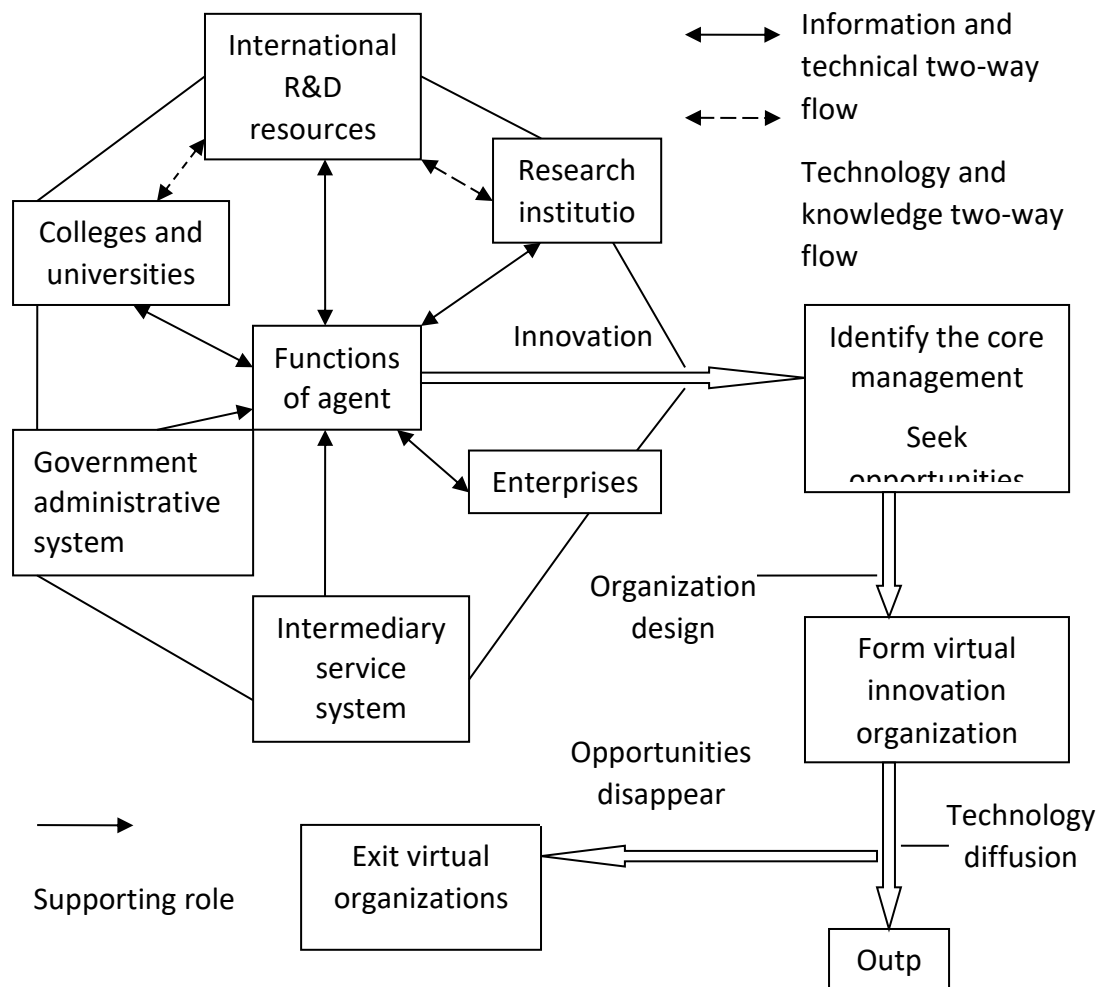 International
R&D
resources
Information and
technical two-way
flow
Technology and
knowledge two-way
flow
Research
institutio
Colleges and
universities
Functions
of agent
Innovation
Identify the core
management
Seek
opportunities
Government
administrative
system
Enterprises
Intermediary
service
system
Organization
design
Form virtual
innovation
organization
Opportunities
disappear
Technology
diffusion
Exit virtual
organizations
Supporting role
Outp